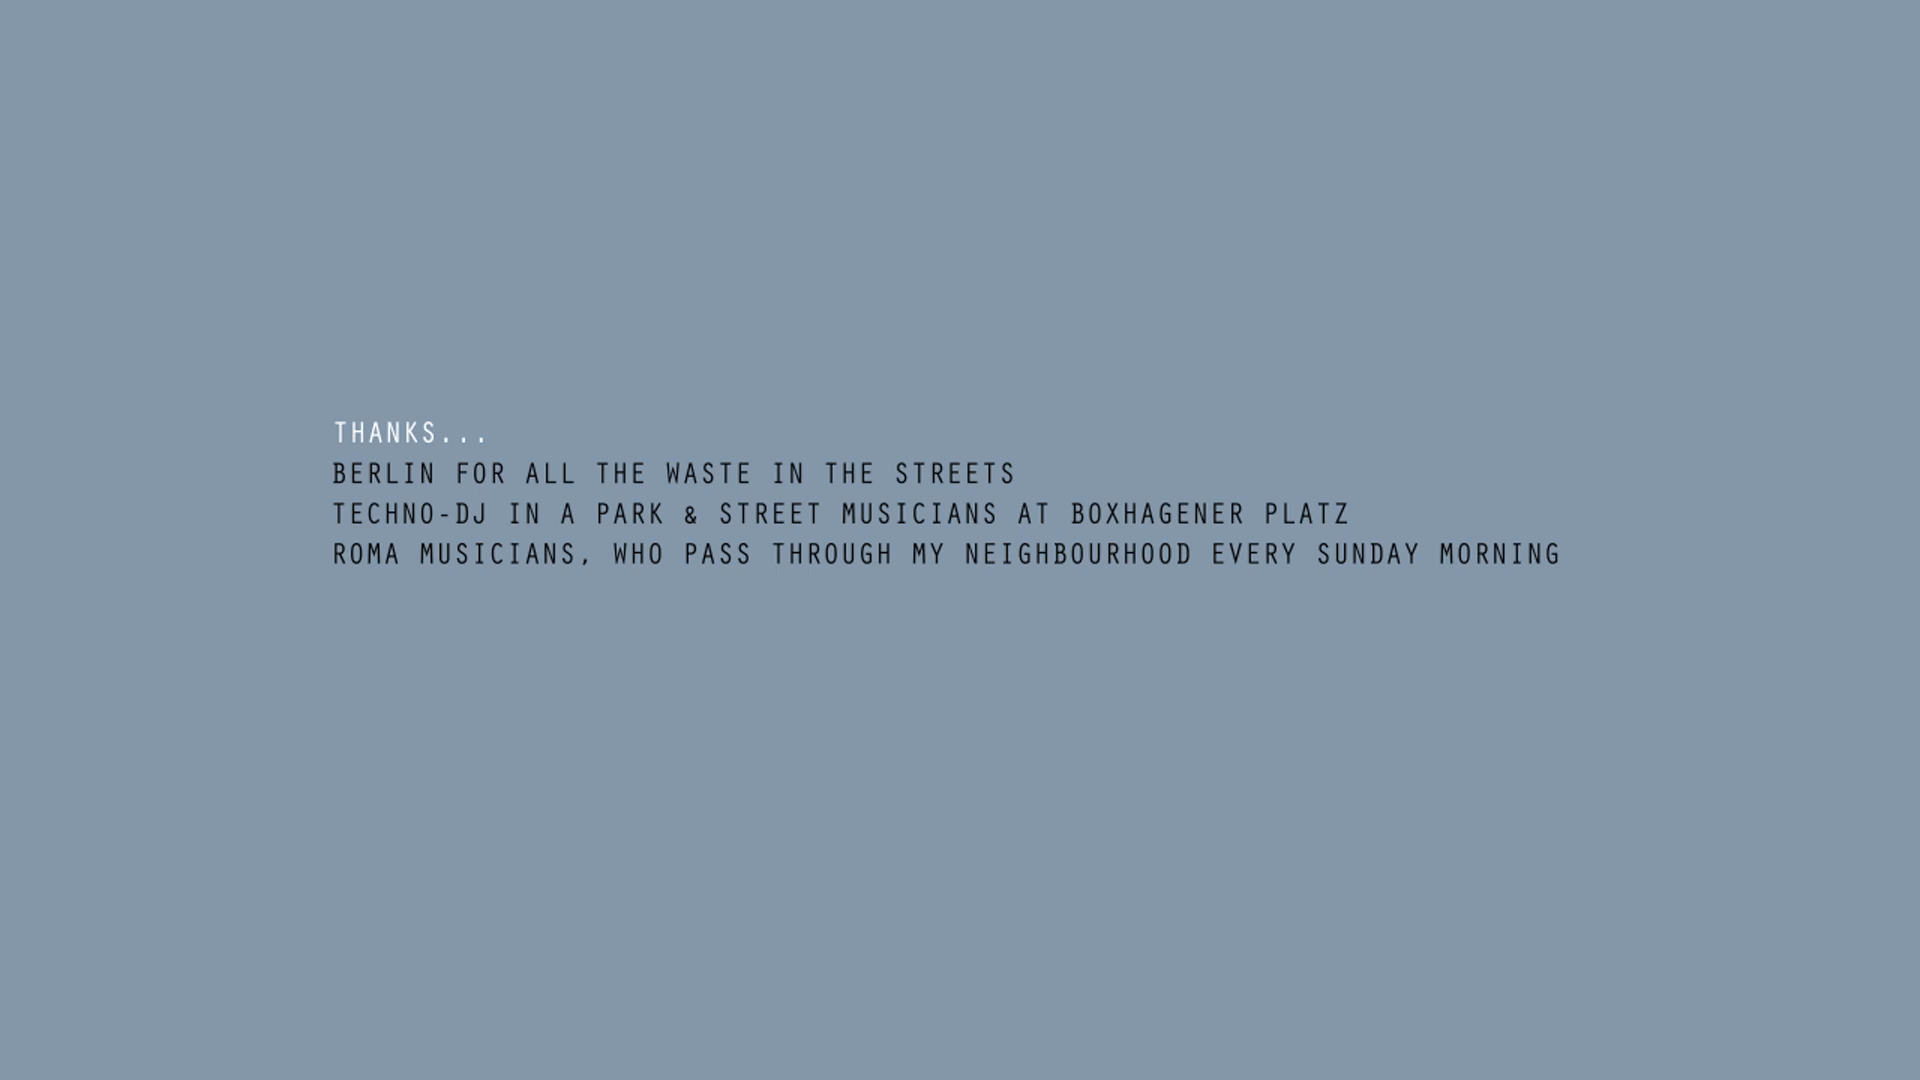 THANKS...
BERLIN FOR ALL THE WASTE IN THE STREETS
TECHNO-DJ IN A PARK & STREET MUSICIANS AT BOXHAGENER PLATZ
ROMA MUSICIANS, WHO PASS THROUGH MY NEIGHBOURHOOD EVERY SUNDAY MORNING